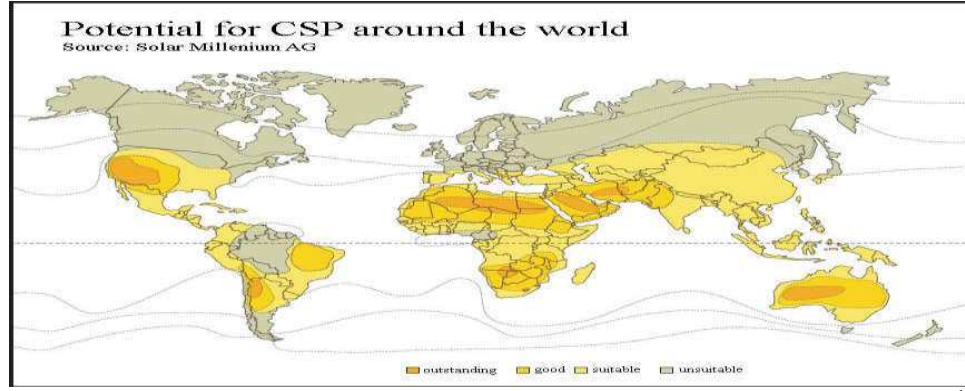 Potential for CSP around the world
Source: Solar Millenium AG
outstanding good suitable unsuitable